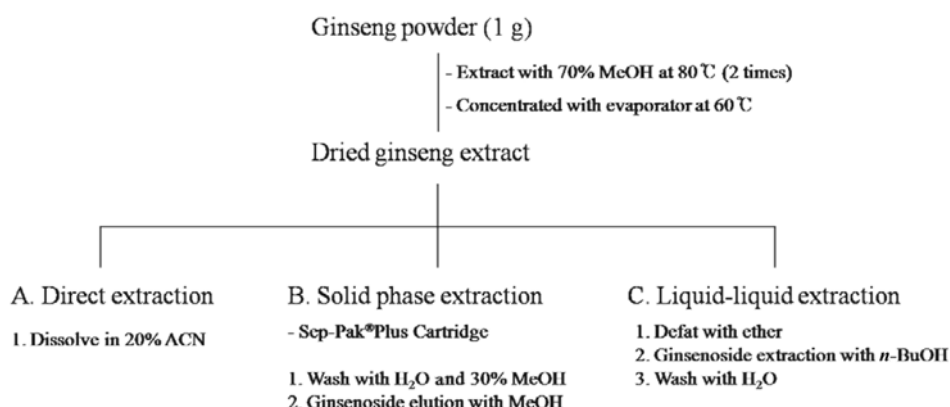 Ginseng powder (1 g)
- Extract with 70% MeOH at 80℃ (2 times)
- Concentrated with evaporator at 60℃
Dried ginseng extract
A. Direct extraction
1. Dissolve in 20% ACN
B. Solid phase extraction
- Sep-Pak®Plus Cartridge
1. Wash with H₂O and 30% MeOH
2. Ginsenoside elution with MeOH
C. Liquid-liquid extraction
1. Defat with ether
2. Ginsenoside extraction with n-BuOH
3. Wash with H₂O